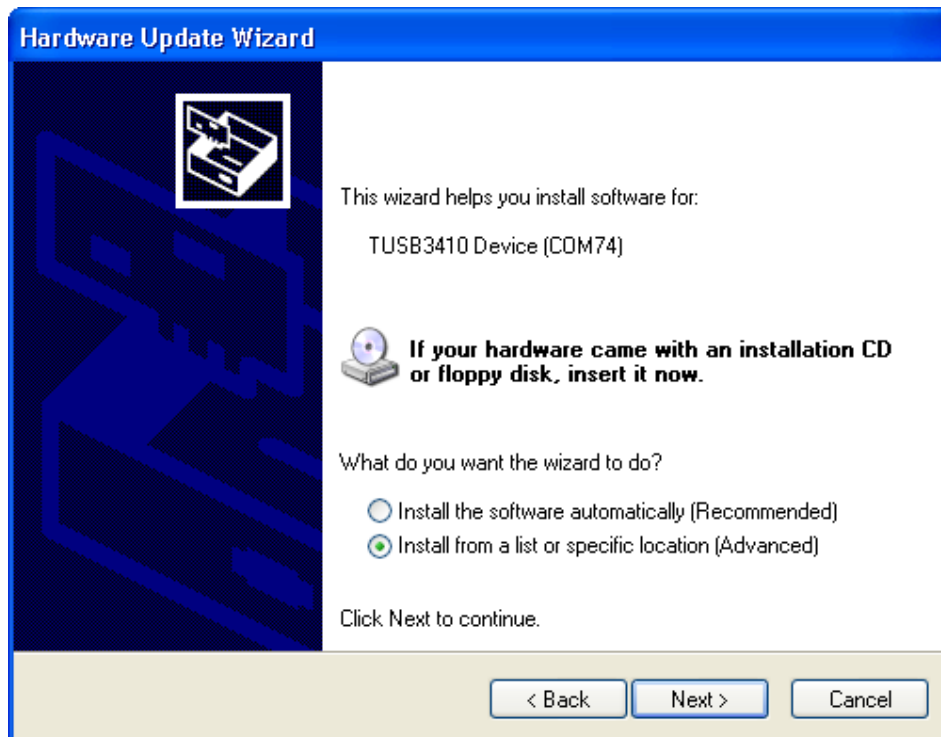 Hardware Update Wizard
This wizard helps you install software for:
TUSB3410 Device (COM74)
If your hardware came with an installation CD
or floppy disk, insert it now.
What do you want the wizard to do?
Install the software automatically (Recommended)
Install from a list or specific location (Advanced)
Click Next to continue.
< Back Next > Cancel